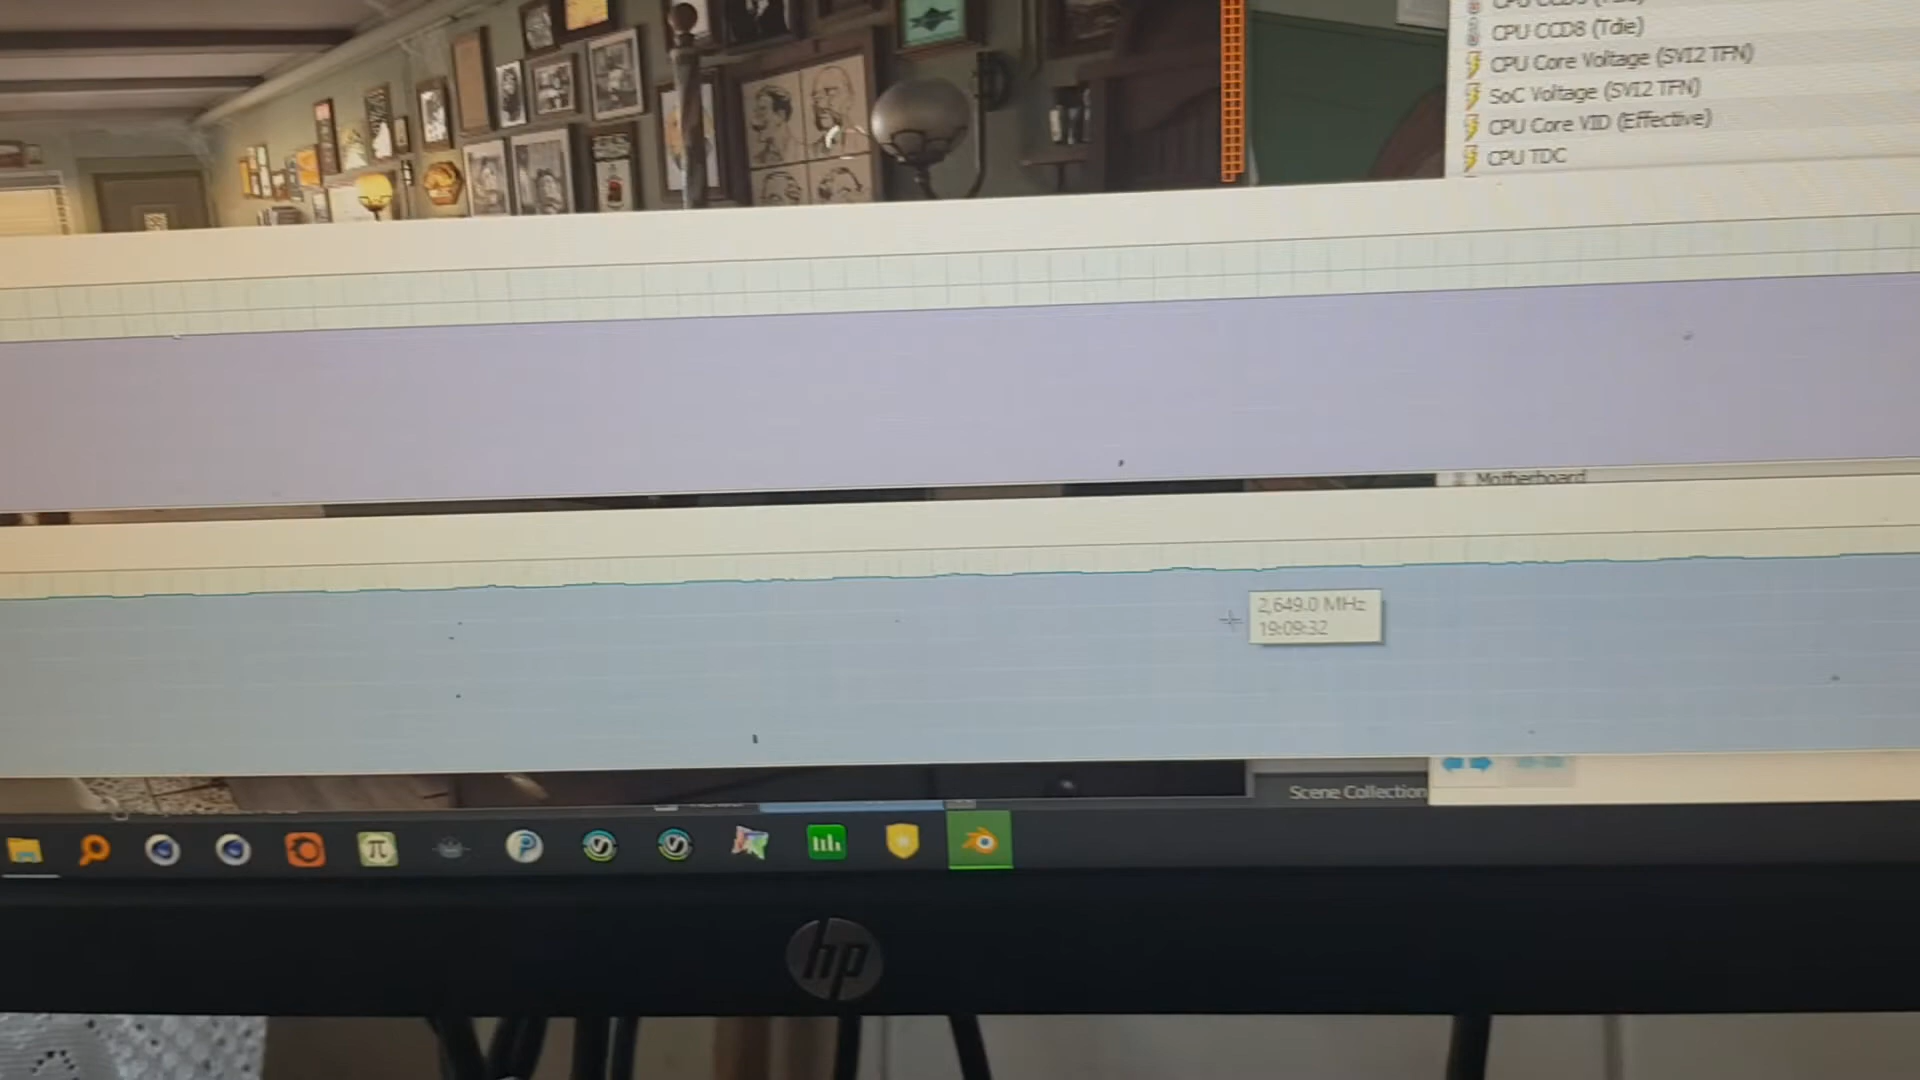 CPU CCD8 (Tdie)
CPU Core Voltage (SVI2 TFN)
SoC Voltage (SVI2 TFN)
CPU Core VID (Effective)
CPU TDC
Motherboard
2,649.0 MHz
19:09:32
Scene Collection
π
hp